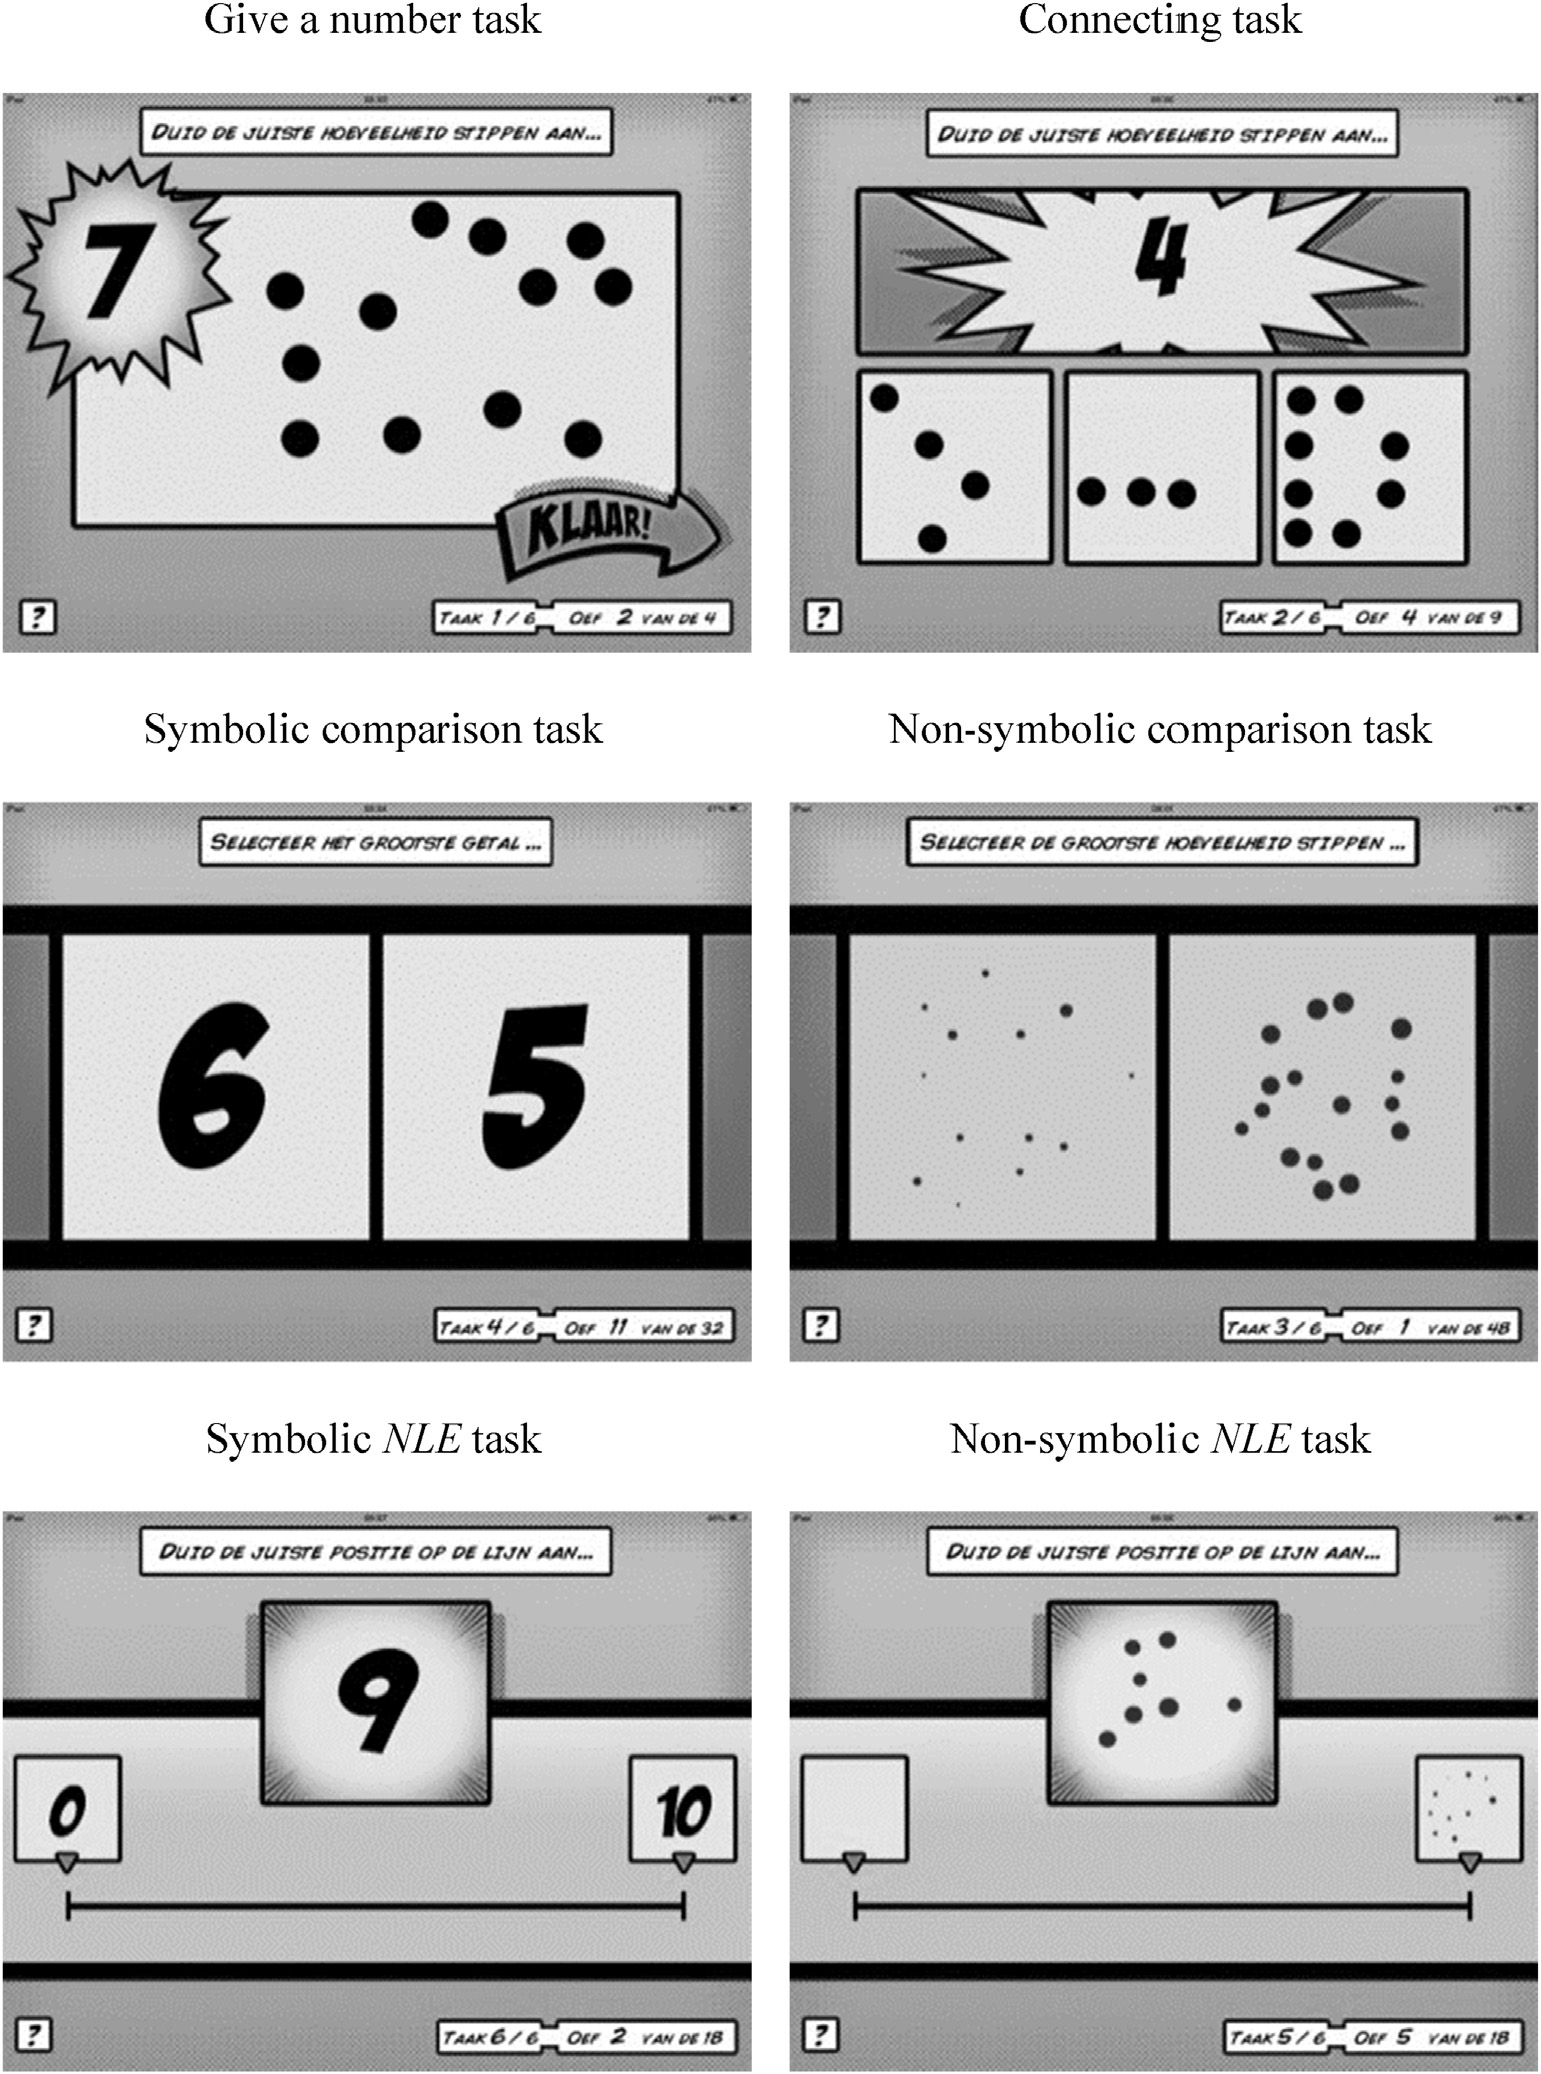 Give a number task
Connecting task
DUID DE JUISTE HOEVEELHEID STIPPEN AAN...
7
KLAAR!
?
TAAK 1 / 6 OEF 2 VAN DE 4
DUID DE JUISTE HOEVEELHEID STIPPEN AAN...
4
?
TAAK 2 / 6 OEF 4 VAN DE 9
Symbolic comparison task
Non-symbolic comparison task
SELECTEER HET GROOTSTE GETAL ...
6 5
?
TAAK 4 / 6 OEF 11 VAN DE 32
SELECTEER DE GROOTSTE HOEVEELHEID STIPPEN ...
?
TAAK 3 / 6 OEF 1 VAN DE 48
Symbolic NLE task
Non-symbolic NLE task
DUID DE JUISTE POSITIE OP DE LIJN AAN...
9
0 10
?
TAAK 6 / 6 OEF 2 VAN DE 18
DUID DE JUISTE POSITIE OP DE LIJN AAN...
?
TAAK 5 / 6 OEF 5 VAN DE 18